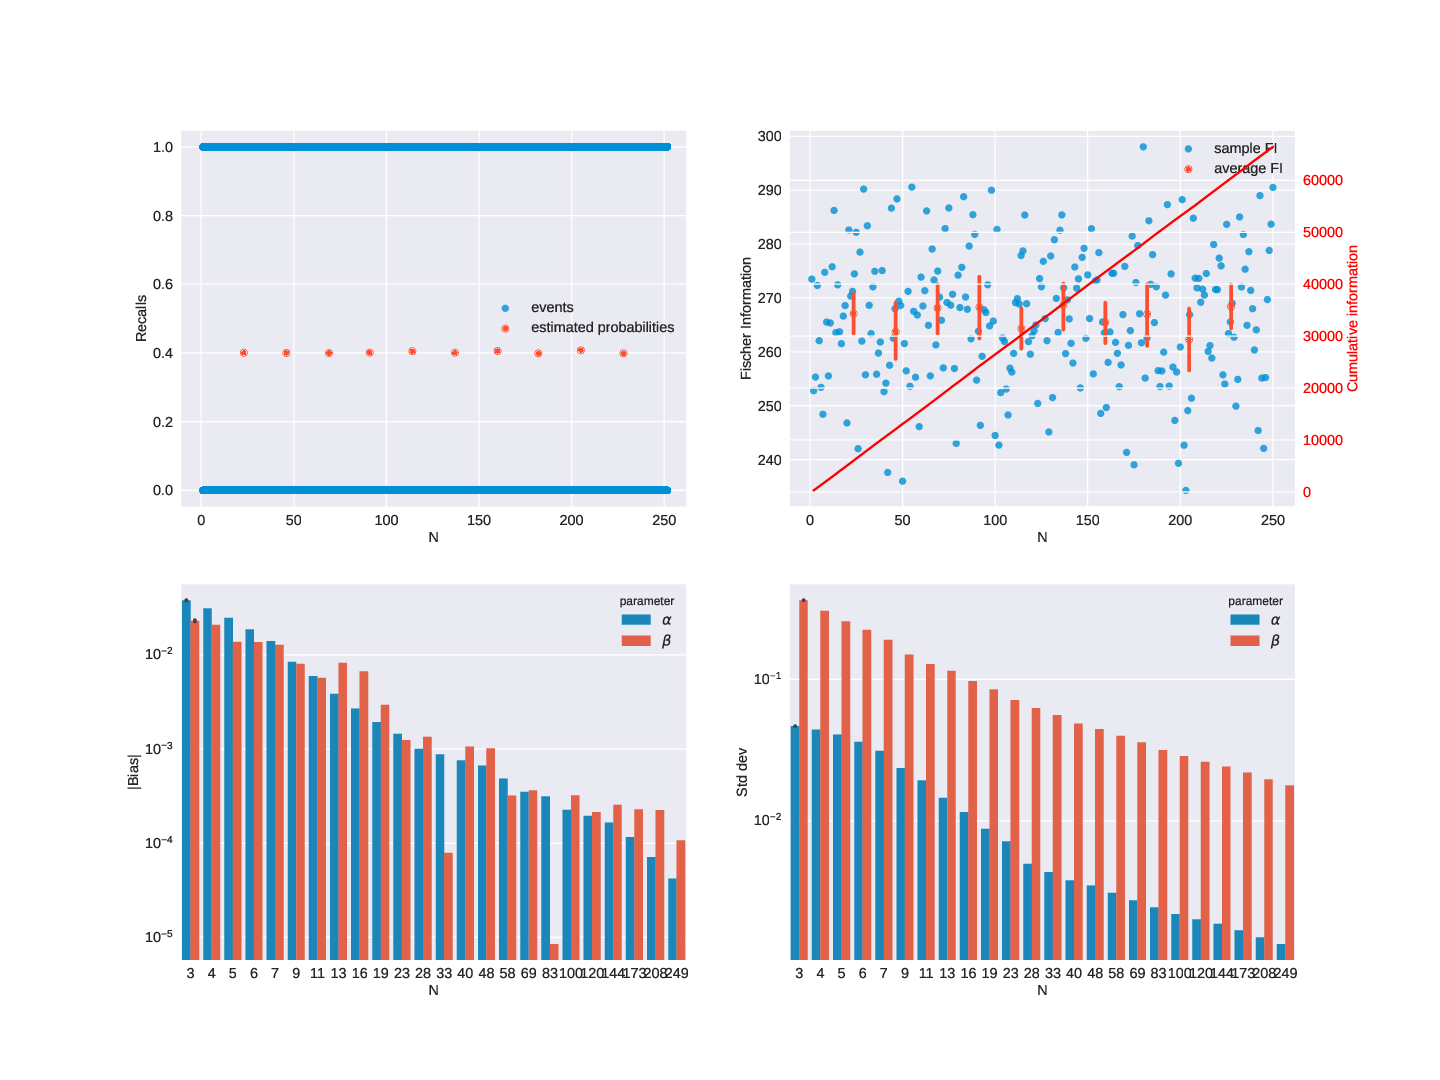 1.0
0.8
0.6
0.4
0.2
0.0
Recalls
events
estimated probabilities
0 50 100 150 200 250
N
300
290
280
270
260
250
240
Fischer Information
sample FI
average FI
60000
50000
40000
30000
20000
10000
0
Cumulative information
0 50 100 150 200 250
N
10⁻²
10⁻³
10⁻⁴
10⁻⁵
|Bias|
parameter
α
β
3 4 5 6 7 9 11 13 16 19 23 28 33 40 48 58 69 83 100 120 144 173 208 249
N
10⁻¹
10⁻²
Std dev
parameter
α
β
3 4 5 6 7 9 11 13 16 19 23 28 33 40 48 58 69 83 100 120 144 173 208 249
N